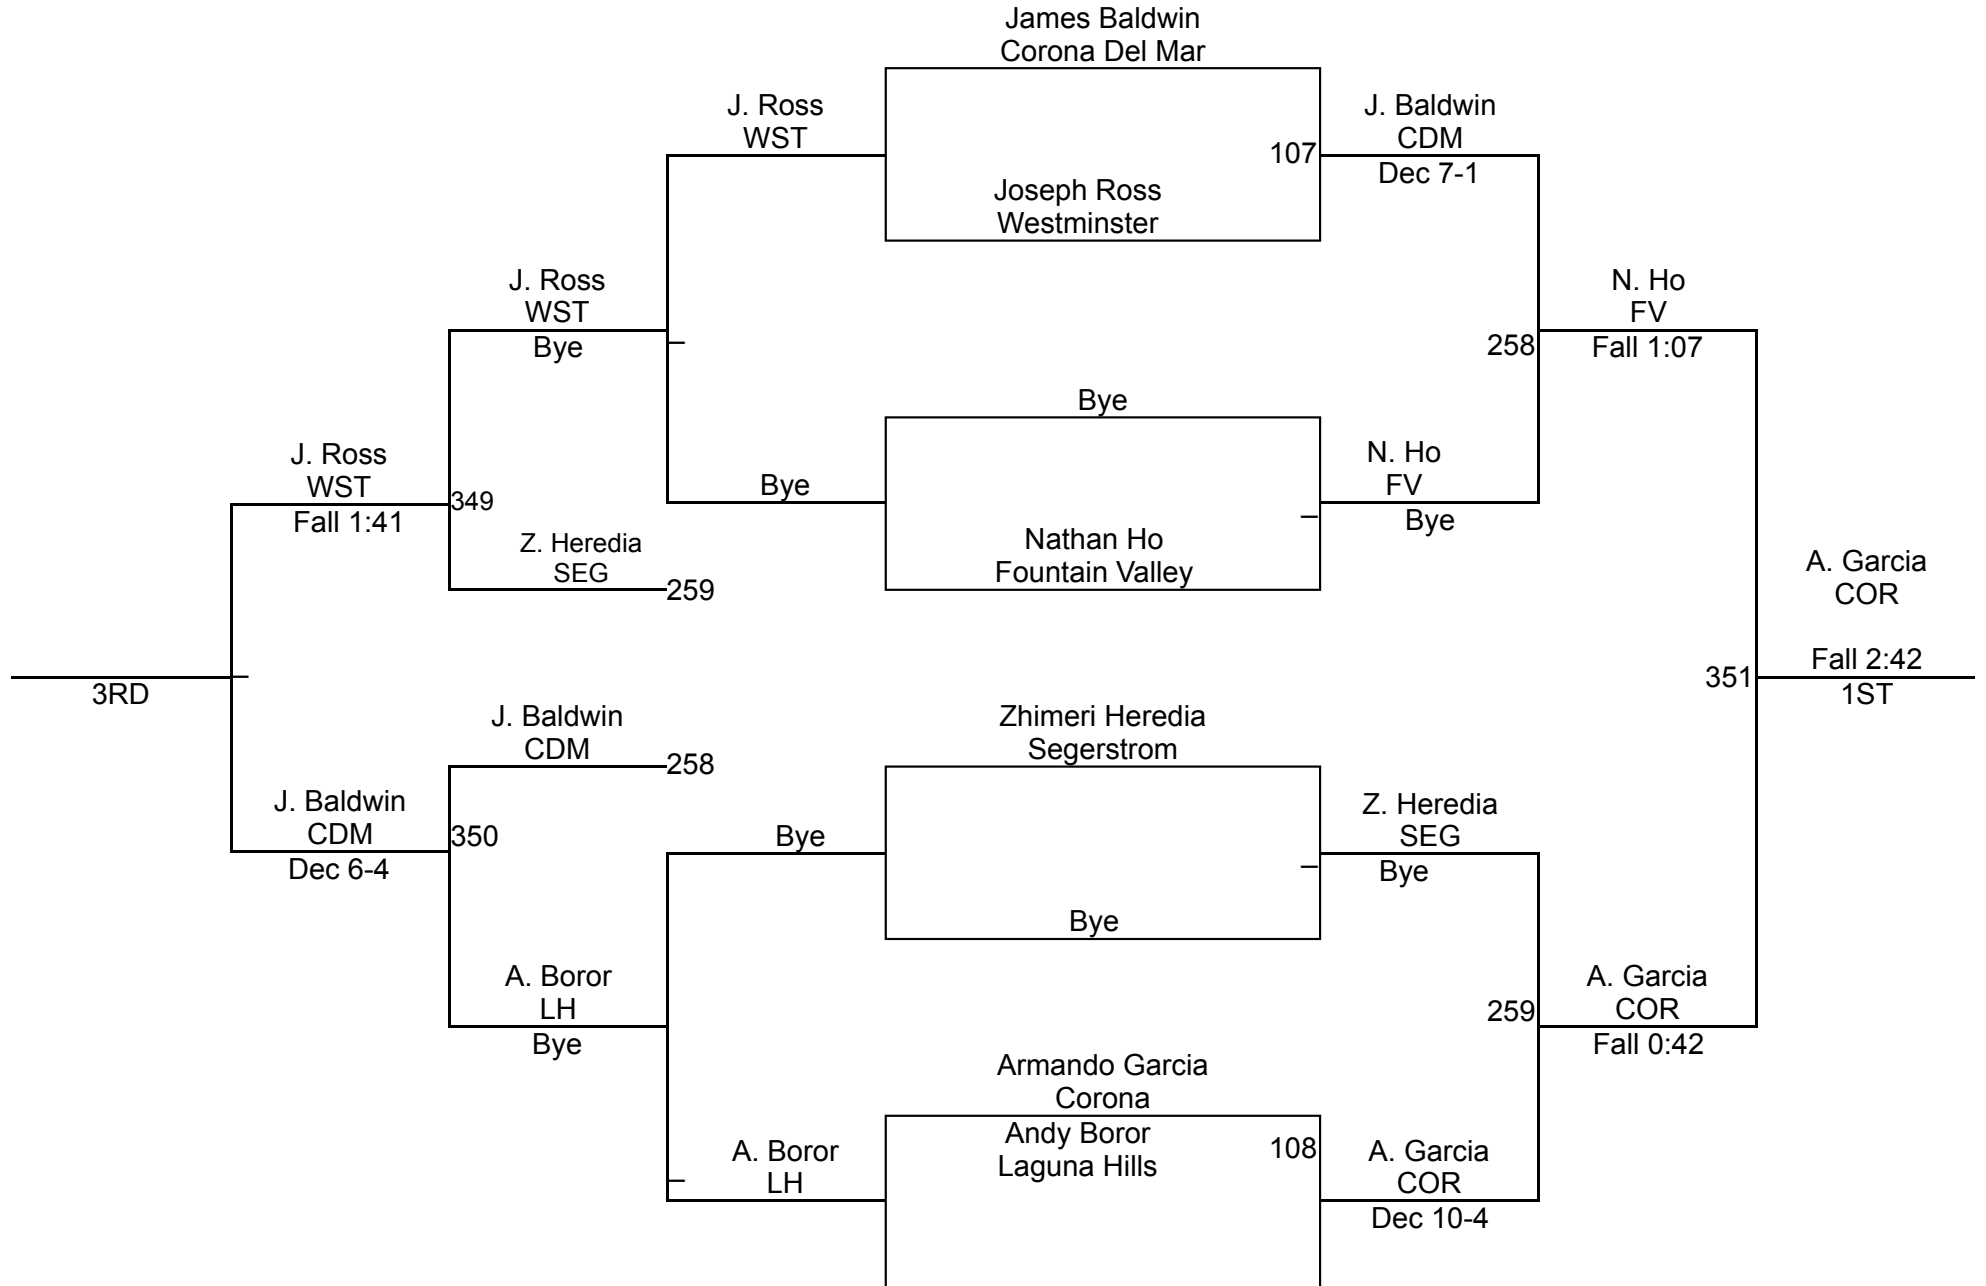 James Baldwin
Corona Del Mar
J. Ross
WST
J. Baldwin
CDM
107
Dec 7-1
Joseph Ross
Westminster
J. Ross
WST
Bye
N. Ho
FV
258
Fall 1:07
Bye
J. Ross
WST
349
Fall 1:41
Bye
N. Ho
FV
Bye
Z. Heredia
SEG
259
Nathan Ho
Fountain Valley
A. Garcia
COR
Fall 2:42
351
1ST
3RD
J. Baldwin
CDM
258
Zhimeri Heredia
Segerstrom
J. Baldwin
CDM
350
Dec 6-4
Bye
Z. Heredia
SEG
Bye
Bye
A. Boror
LH
Bye
259
A. Garcia
COR
Fall 0:42
Armando Garcia
Corona
Andy Boror
Laguna Hills
108
A. Boror
LH
A. Garcia
COR
Dec 10-4